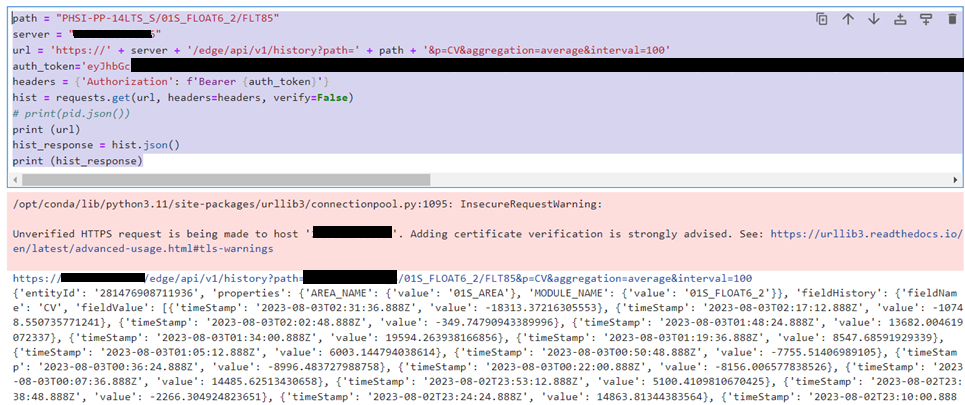 path = "PHSI-PP-14LTS_S/01S_FLOAT6_2/FLT85"
server = "
url = 'https://' + server + '/edge/api/v1/history?path=' + path + '&p=CV&aggregation=average&interval=100'
auth_token='eyJhbGc
headers = {'Authorization': f'Bearer {auth_token}'}
hist = requests.get(url, headers=headers, verify=False)
# print(pid.json())
print (url)
hist_response = hist.json()
print (hist_response)
/opt/conda/lib/python3.11/site-packages/urllib3/connectionpool.py:1095: InsecureRequestWarning:
Unverified HTTPS request is being made to host ' '. Adding certificate verification is strongly advised. See: https://urllib3.readthedocs.io/
en/latest/advanced-usage.html#tls-warnings
https:// /edge/api/v1/history?path= /01S_FLOAT6_2/FLT85&p=CV&aggregation=average&interval=100
{'entityId': '281476908711936', 'properties': {'AREA_NAME': {'value': '01S_AREA'}, 'MODULE_NAME': {'value': '01S_FLOAT6_2'}}, 'fieldHistory': {'fieldNam
e': 'CV', 'fieldValue': [{'timeStamp': '2023-08-03T02:31:36.888Z', 'value': -18313.37216305553}, {'timeStamp': '2023-08-03T02:17:12.888Z', 'value': -1074
8.550735771241}, {'timeStamp': '2023-08-03T02:02:48.888Z', 'value': -349.74790943389996}, {'timeStamp': '2023-08-03T01:48:24.888Z', 'value': 13682.004619
072337}, {'timeStamp': '2023-08-03T01:34:00.888Z', 'value': 19594.263938166856}, {'timeStamp': '2023-08-03T01:19:36.888Z', 'value': 8547.68591929339},
{'timeStamp': '2023-08-03T01:05:12.888Z', 'value': 6003.144794038614}, {'timeStamp': '2023-08-03T00:50:48.888Z', 'value': -7755.51406989105}, {'timeStam
p': '2023-08-03T00:36:24.888Z', 'value': -8996.483727988758}, {'timeStamp': '2023-08-03T00:22:00.888Z', 'value': -8156.006577838526}, {'timeStamp': '2023
-08-03T00:07:36.888Z', 'value': 14485.62513430658}, {'timeStamp': '2023-08-02T23:53:12.888Z', 'value': 5100.4109810670425}, {'timeStamp': '2023-08-02T23:
38:48.888Z', 'value': -2266.304924823651}, {'timeStamp': '2023-08-02T23:24:24.888Z', 'value': 14863.81344383564}, {'timeStamp': '2023-08-02T23:10:00.888